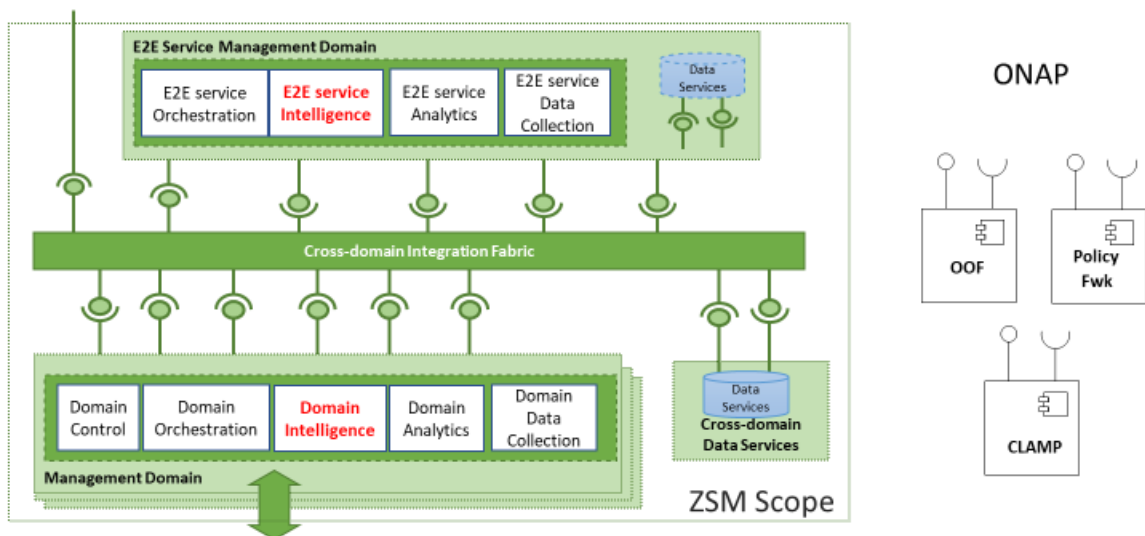 E2E Service Management Domain
E2E service
Orchestration
E2E service
Intelligence
E2E service
Analytics
E2E service
Data
Collection
Data
Services
ONAP
Cross-domain Integration Fabric
OOF
Policy
Fwk
Domain
Control
Domain
Orchestration
Domain
Intelligence
Domain
Analytics
Domain
Data
Collection
Management Domain
Data
Services
Cross-domain
Data Services
CLAMP
ZSM Scope